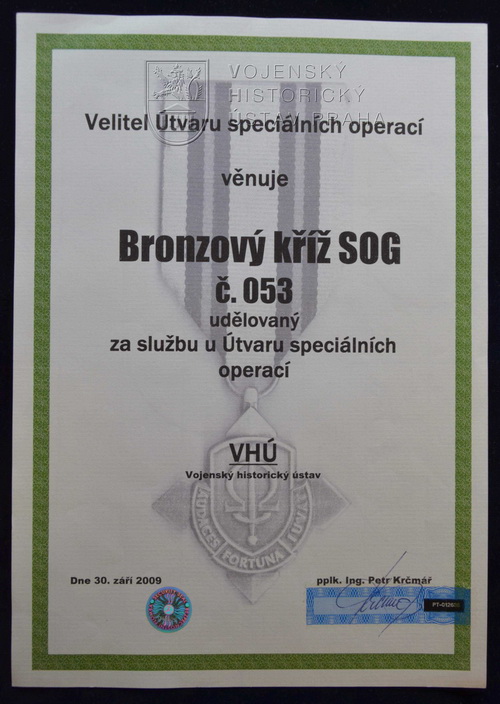 VOJENSKÝ
HISTORICKÝ
ÚSTAV PRAHA
Velitel Útvaru speciálních operací
věnuje
Bronzový kříž SOG
č. 053
udělovaný
za službu u Útvaru speciálních
operací
VHÚ
Vojenský historický ústav
AUDACES FORTUNA IUVAT
Dne 30. září 2009
pplk. Ing. Petr Krčmář